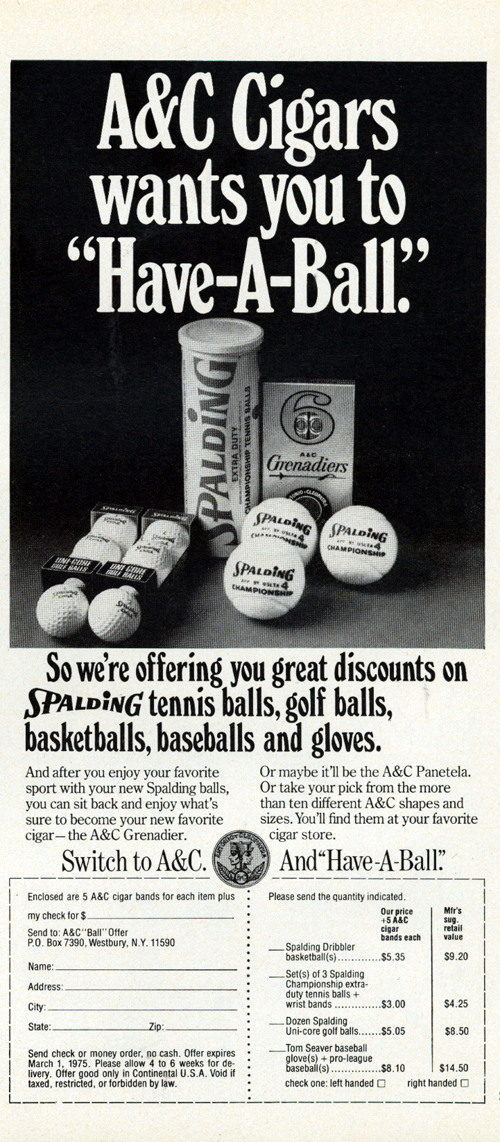 A&C Cigars
wants you to
“Have-A-Ball.”
SPALDING
EXTRA DUTY
CHAMPIONSHIP TENNIS BALLS
6
A&C
Grenadiers
ANTONIO & CLEOPATRA
SPALDING
4
CHAMPIONSHIP
SPALDING
4
CHAMPIONSHIP
SPALDING
4
CHAMPIONSHIP
UNI-CORE
GOLF BALLS
UNI-CORE
GOLF BALLS
So we're offering you great discounts on
SPALDING tennis balls, golf balls,
basketballs, baseballs and gloves.
And after you enjoy your favorite
sport with your new Spalding balls,
you can sit back and enjoy what's
sure to become your new favorite
cigar—the A&C Grenadier.
Or maybe it'll be the A&C Panetela.
Or take your pick from the more
than ten different A&C shapes and
sizes. You'll find them at your favorite
cigar store.
Switch to A&C. And “Have-A-Ball.”
Enclosed are 5 A&C cigar bands for each item plus
my check for $
Send to: A&C “Ball” Offer
P.O. Box 7390, Westbury, N.Y. 11590
Name:
Address:
City:
State: Zip:
Send check or money order, no cash. Offer expires
March 1, 1975. Please allow 4 to 6 weeks for de-
livery. Offer good only in Continental U.S.A. Void if
taxed, restricted, or forbidden by law.
Please send the quantity indicated.
Our price
+5 A&C
cigar
bands each
Mfr's
sug.
retail
value
Spalding Dribbler
basketball(s) ............$5.35 $9.20
Set(s) of 3 Spalding
Championship extra-
duty tennis balls +
wrist bands .............$3.00 $4.25
Dozen Spalding
Uni-core golf balls.......$5.05 $8.50
Tom Seaver baseball
glove(s) + pro-league
baseball(s)..............$8.10 $14.50
check one: left handed □ right handed □